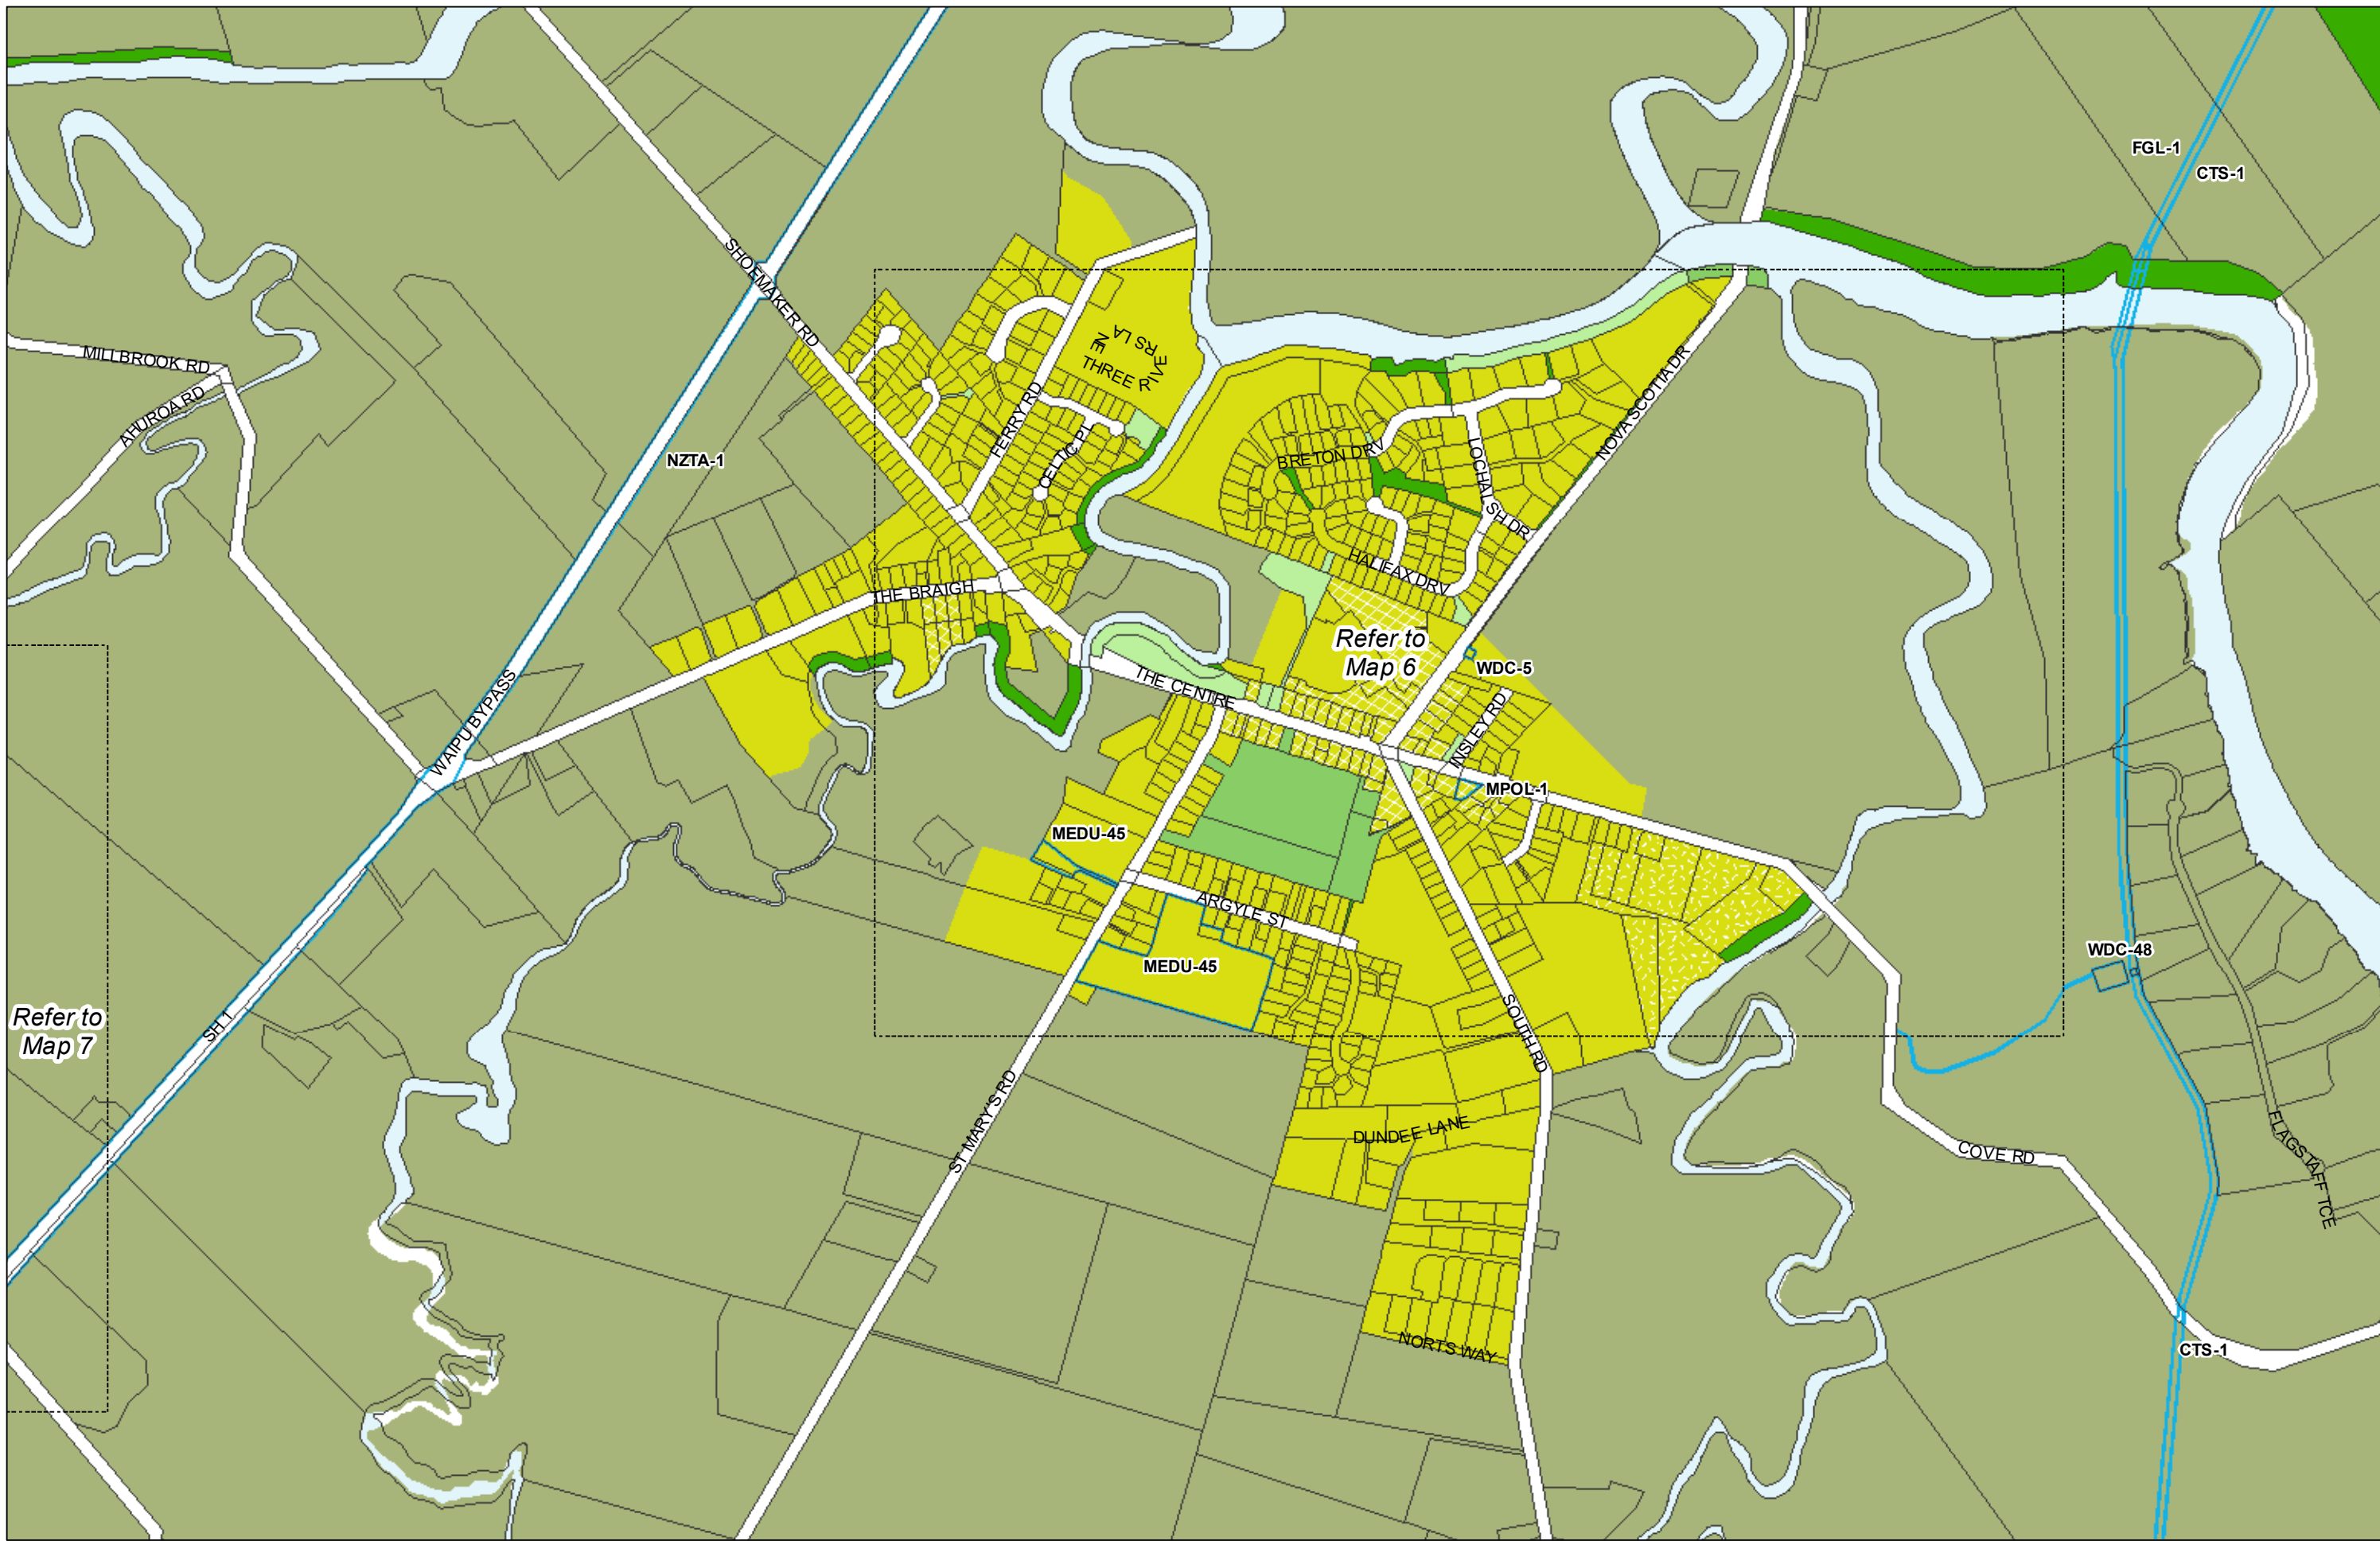 FGL-1
CTS-1
SHOEMAKER RD
MILLBROOK RD
AHUROA RD
THREE RIVERS LANE
FERRY RD
CELTIC PL
NZTA-1
BRETON DRV
LOCHALSH DR
NOVA SCOTIA DR
HALIFAX DRV
THE BRAIGH
Refer to
Map 6
WDC-5
THE CENTRE
INSLEY RD
WAIPU BYPASS
MPOL-1
MEDU-45
ARGYLE ST
MEDU-45
WDC-48
Refer to
Map 7
SH 1
SOUTH RD
ST MARY'S RD
DUNDEE LANE
COVE RD
FLAGSTAFF TCE
NORTS WAY
CTS-1